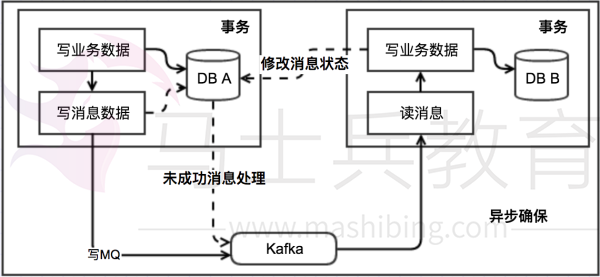 事务
事务
写业务数据
DB A
修改消息状态
写业务数据
DB B
写消息数据
读消息
马士兵教育
未成功消息处理
www.mashibing.com
异步确保
写MQ
Kafka